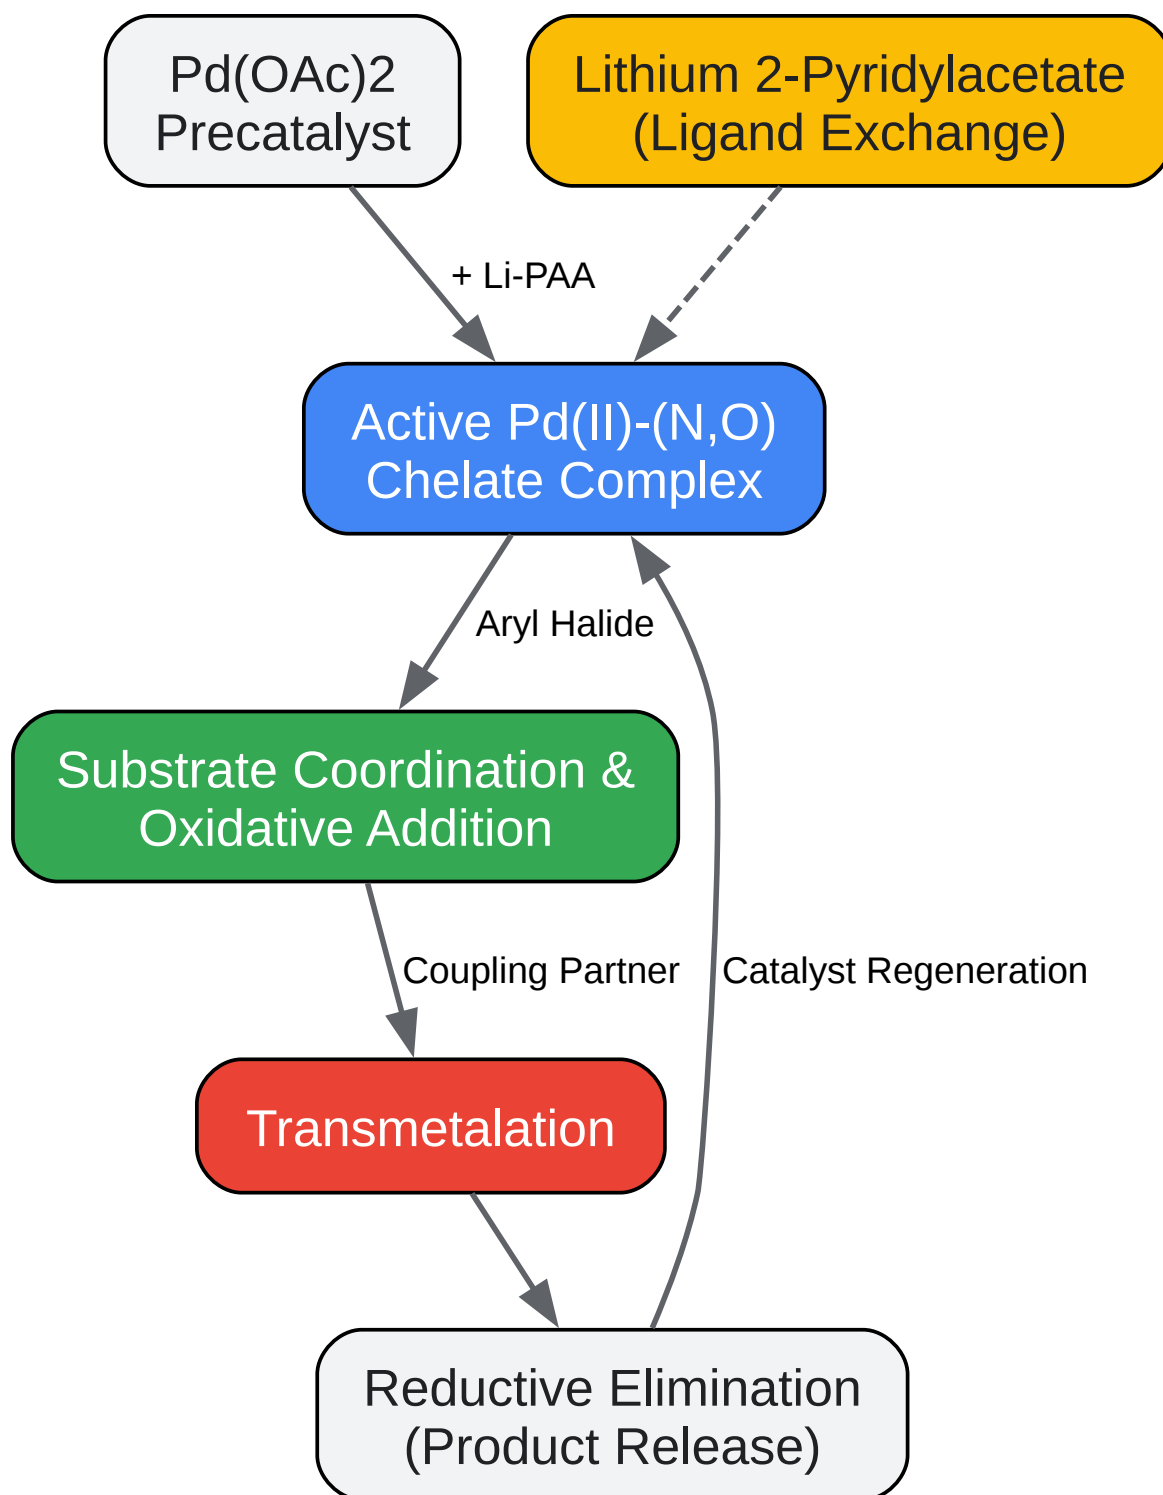 Pd(OAc)2
Precatalyst
Lithium 2-Pyridylacetate
(Ligand Exchange)
+ Li-PAA
Active Pd(II)-(N,O)
Chelate Complex
Aryl Halide
Substrate Coordination &
Oxidative Addition
Coupling Partner
Catalyst Regeneration
Transmetalation
Reductive Elimination
(Product Release)